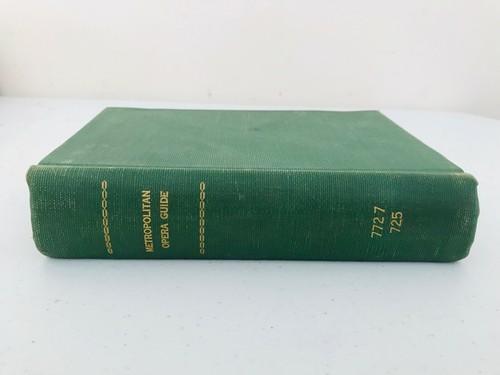 METROPOLITAN
OPERA GUIDE
772 7
725